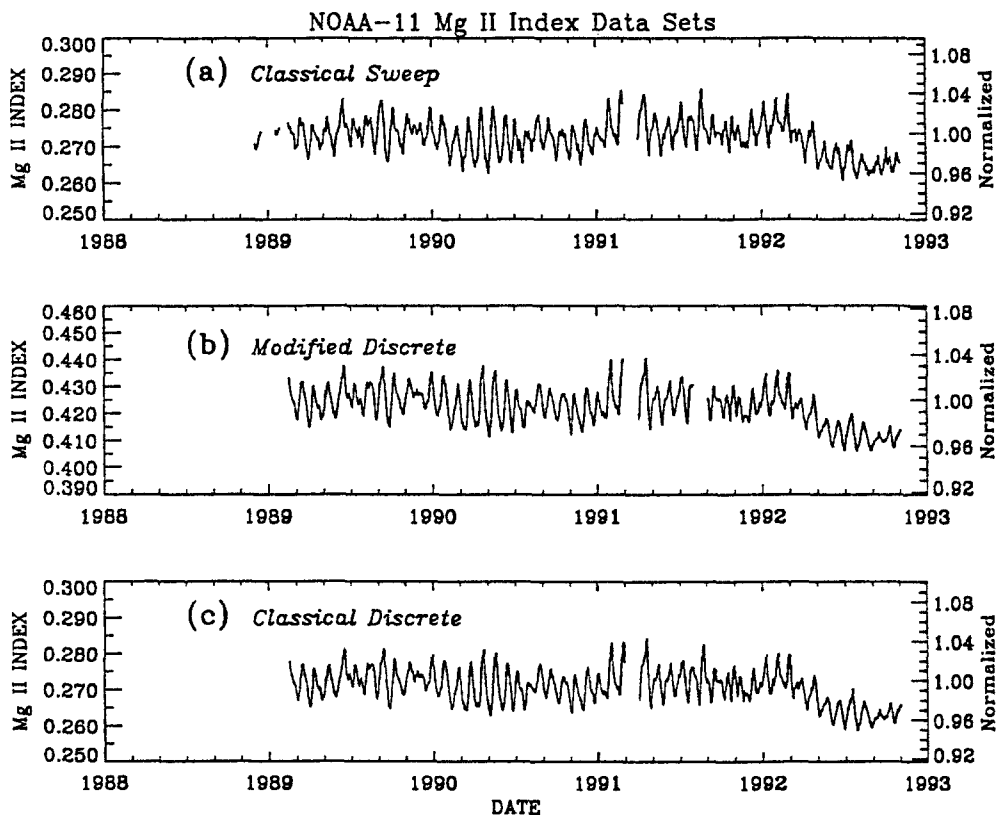 NOAA-11 Mg II Index Data Sets
(a) Classical Sweep
Mg II INDEX
0.300
0.290
0.280
0.270
0.260
0.250
Normalized
1.08
1.04
1.00
0.96
0.92
1988 1989 1990 1991 1992 1993
(b) Modified Discrete
Mg II INDEX
0.460
0.450
0.440
0.430
0.420
0.410
0.400
0.390
Normalized
1.08
1.04
1.00
0.96
0.92
1988 1989 1990 1991 1992 1993
(c) Classical Discrete
Mg II INDEX
0.300
0.290
0.280
0.270
0.260
0.250
Normalized
1.08
1.04
1.00
0.96
0.92
1988 1989 1990 1991 1992 1993
DATE